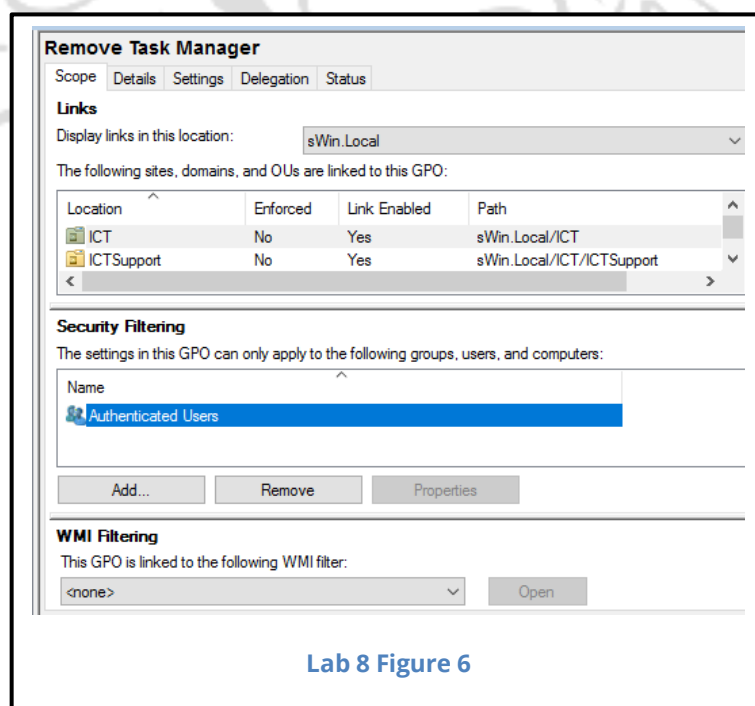 Remove Task Manager
Scope Details Settings Delegation Status
Links
Display links in this location: sWin.Local
The following sites, domains, and OUs are linked to this GPO:
Location Enforced Link Enabled Path
ICT No Yes sWin.Local/ICT
ICTSupport No Yes sWin.Local/ICT/ICTSupport
Security Filtering
The settings in this GPO can only apply to the following groups, users, and computers:
Name
Authenticated Users
Add... Remove Properties
WMI Filtering
This GPO is linked to the following WMI filter:
<none> Open
Lab 8 Figure 6